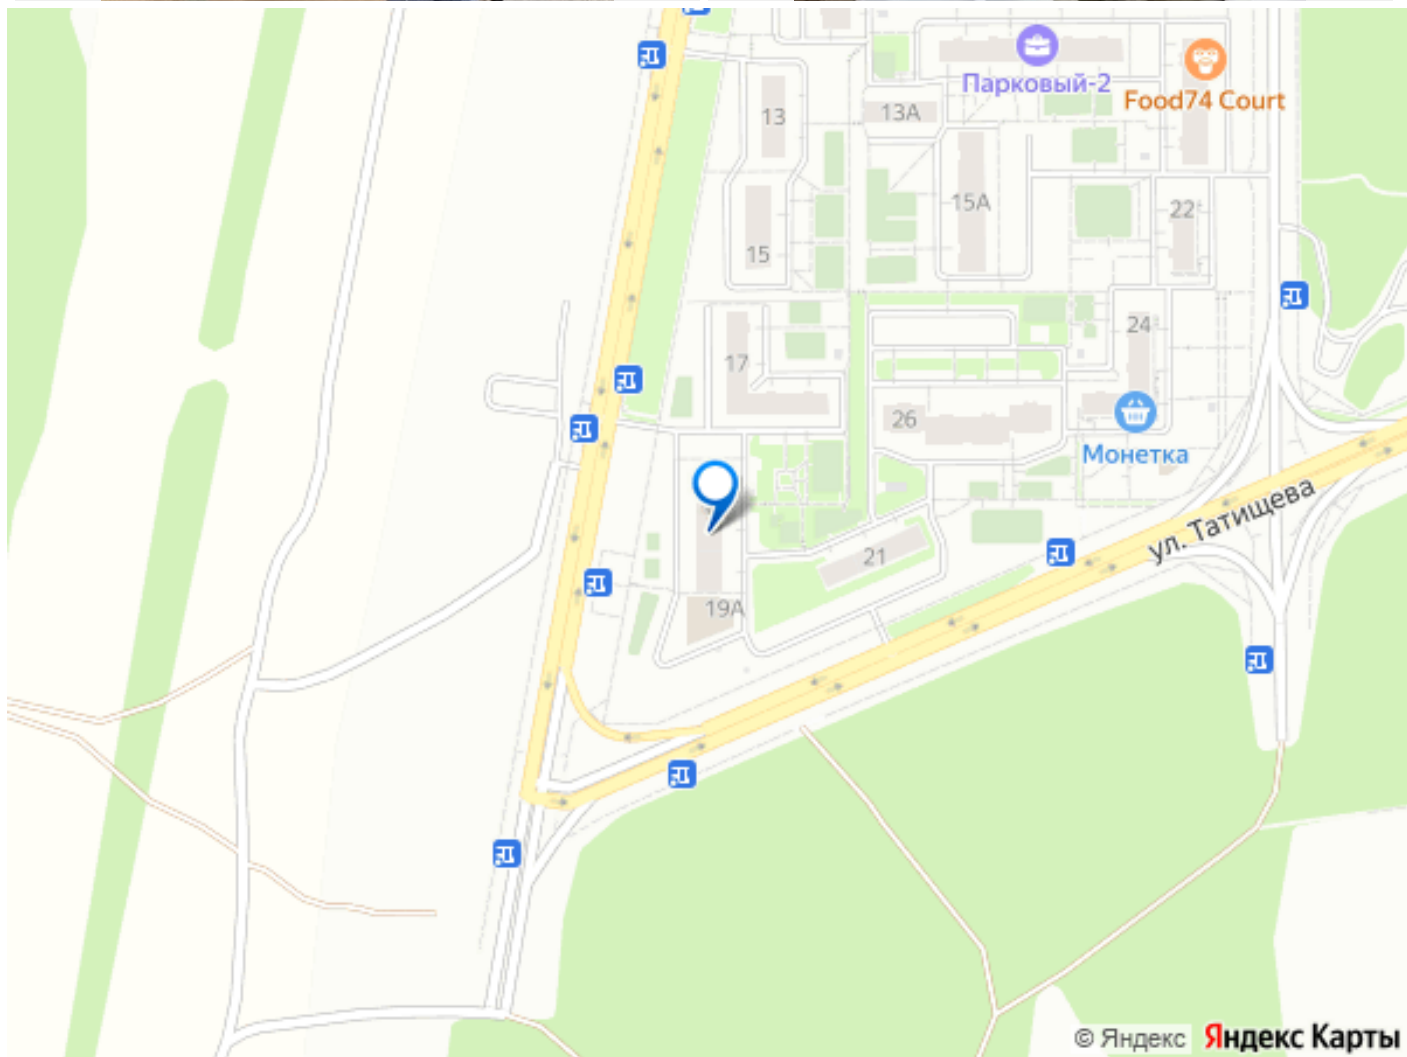 Парковый-2
Food74 Court
13
13А
15А
22
15
24
17
26
Монетка
ул. Татищева
21
19А
© Яндекс Яндекс Карты